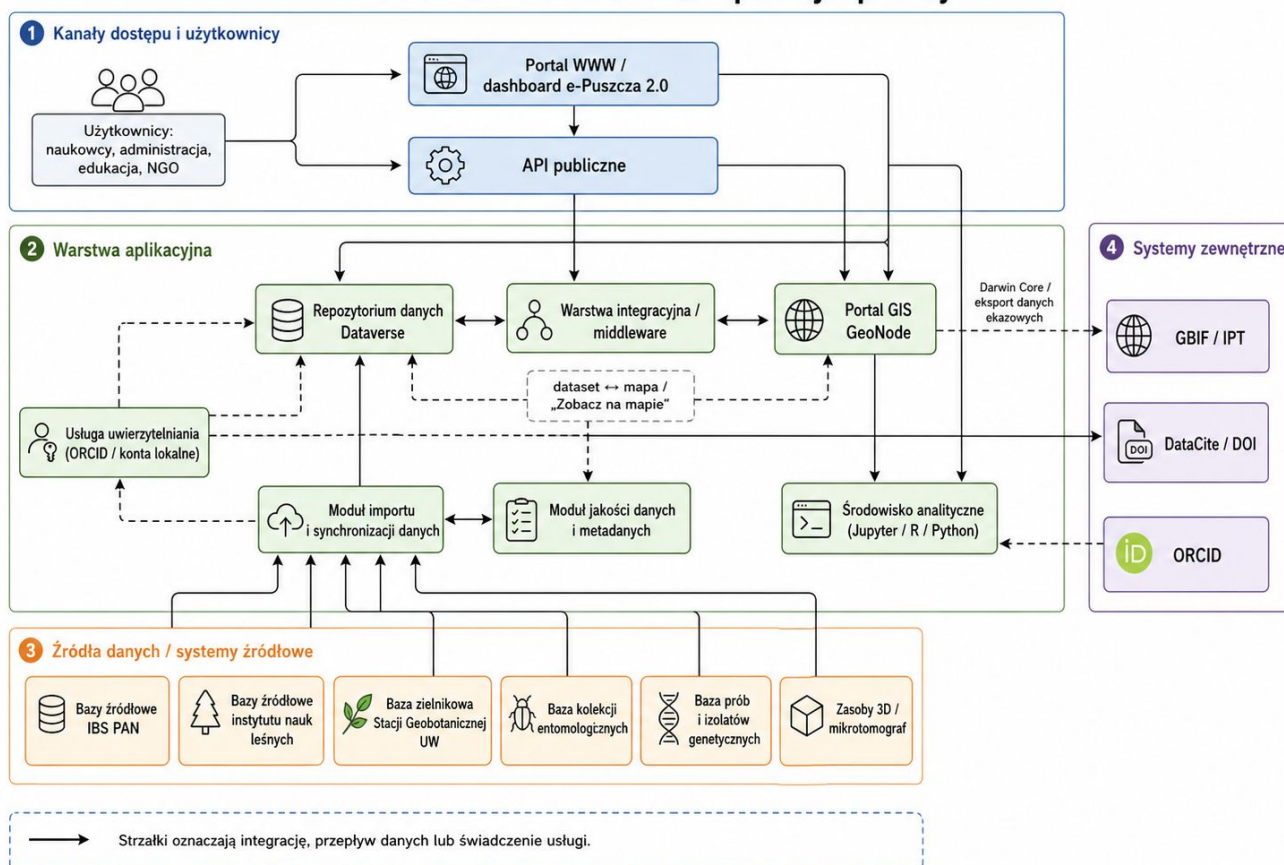 1 Kanały dostępu i użytkownicy
Użytkownicy:
naukowcy, administracja,
edukacja, NGO
Portal WWW /
dashboard e-Puszcza 2.0
API publiczne
2 Warstwa aplikacyjna
Repozytorium danych
Dataverse
Warstwa integracyjna /
middleware
Portal GIS
GeoNode
Darwin Core /
eksport danych
ekazowych
dataset ↔ mapa /
„Zobacz na mapie”
Usługa uwierzytelniania
(ORCID / konta lokalne)
Moduł importu
i synchronizacji danych
Moduł jakości danych
i metadanych
Środowisko analityczne
(Jupyter / R / Python)
4 Systemy zewnętrzne
GBIF / IPT
DOI
DataCite / DOI
iD
ORCID
3 Źródła danych / systemy źródłowe
Bazy źródłowe
IBS PAN
Bazy źródłowe
instytutu nauk
leśnych
Baza zielnikowa
Stacji Geobotanicznej
UW
Baza kolekcji
entomologicznych
Baza prób
i izolatów
genetycznych
Zasoby 3D /
mikrotomograf
Strzałki oznaczają integrację, przepływ danych lub świadczenie usługi.